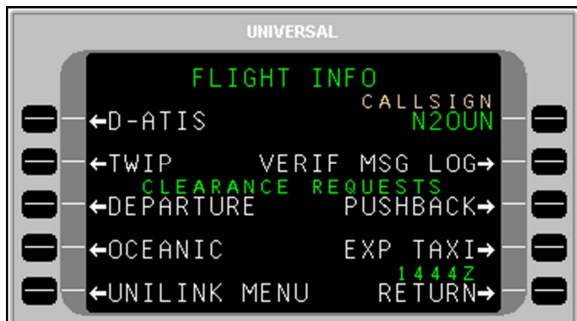 UNIVERSAL
FLIGHT INFO
CALLSIGN
←D-ATIS N20UN
←TWIP VERIF MSG LOG→
CLEARANCE REQUESTS
←DEPARTURE PUSHBACK→
←OCEANIC EXP TAXI→
1444Z
←UNILINK MENU RETURN→